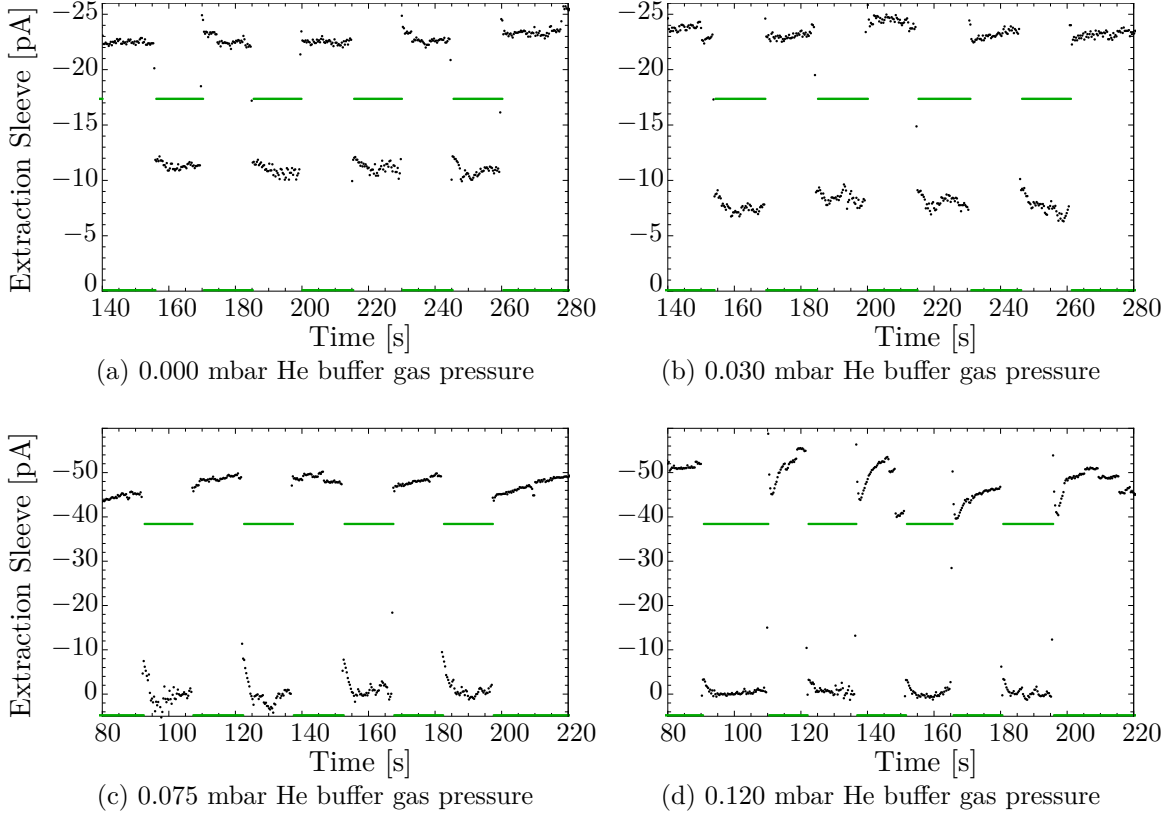 Extraction Sleeve [pA]
−25
−20
−15
−10
−5
0
140 160 180 200 220 240 260 280
Time [s]
(a) 0.000 mbar He buffer gas pressure
−25
−20
−15
−10
−5
0
140 160 180 200 220 240 260 280
Time [s]
(b) 0.030 mbar He buffer gas pressure
Extraction Sleeve [pA]
−50
−40
−30
−20
−10
0
80 100 120 140 160 180 200 220
Time [s]
(c) 0.075 mbar He buffer gas pressure
−50
−40
−30
−20
−10
0
80 100 120 140 160 180 200 220
Time [s]
(d) 0.120 mbar He buffer gas pressure